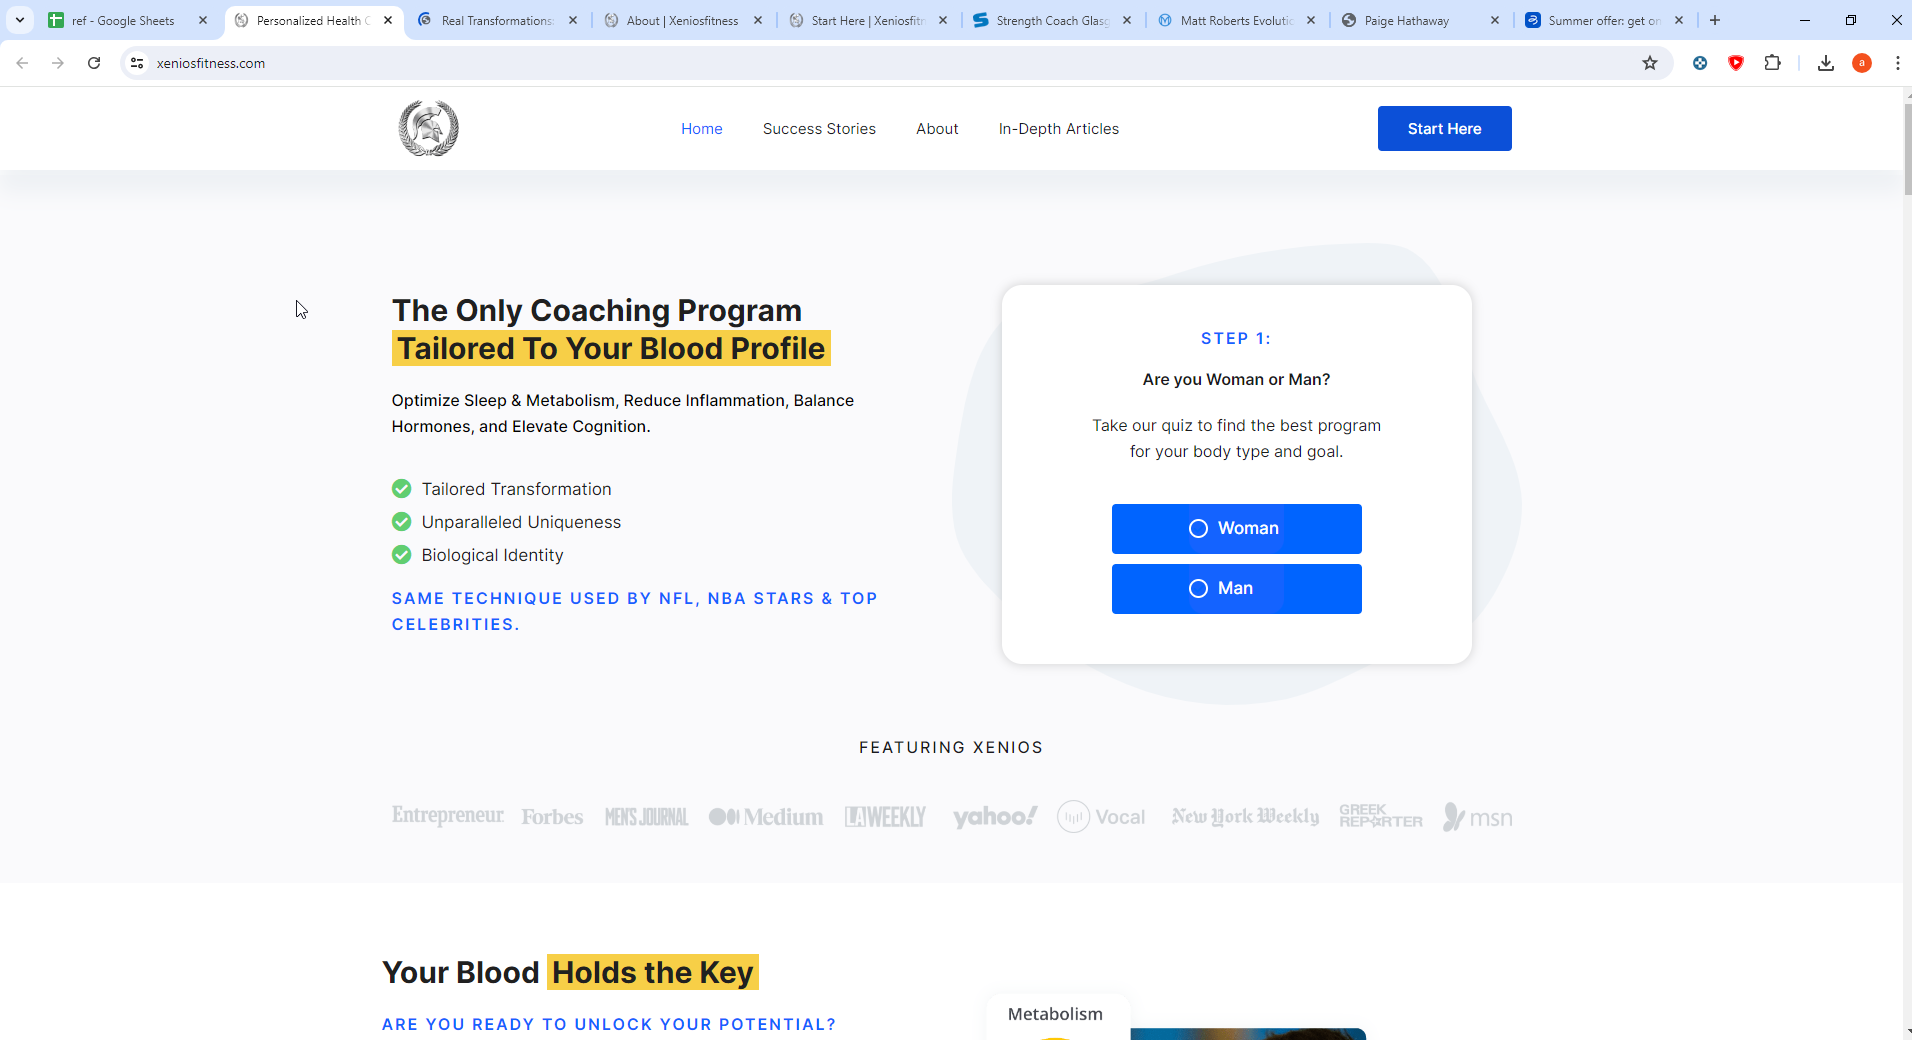 ref - Google Sheets
Personalized Health C
Real Transformations:
About | Xeniosfitness
Start Here | Xeniosfitn
Strength Coach Glasg
Matt Roberts Evolutio
Paige Hathaway
Summer offer: get on
xeniosfitness.com
a
Home
Success Stories
About
In-Depth Articles
Start Here
The Only Coaching Program
Tailored To Your Blood Profile
Optimize Sleep & Metabolism, Reduce Inflammation, Balance
Hormones, and Elevate Cognition.
Tailored Transformation
Unparalleled Uniqueness
Biological Identity
SAME TECHNIQUE USED BY NFL, NBA STARS & TOP
CELEBRITIES.
STEP 1:
Are you Woman or Man?
Take our quiz to find the best program
for your body type and goal.
Woman
Man
FEATURING XENIOS
Entrepreneur
Forbes
MEN'S JOURNAL
Medium
LA WEEKLY
yahoo!
Vocal
New York Weekly
GREEK
REPORTER
msn
Your Blood Holds the Key
ARE YOU READY TO UNLOCK YOUR POTENTIAL?
Metabolism